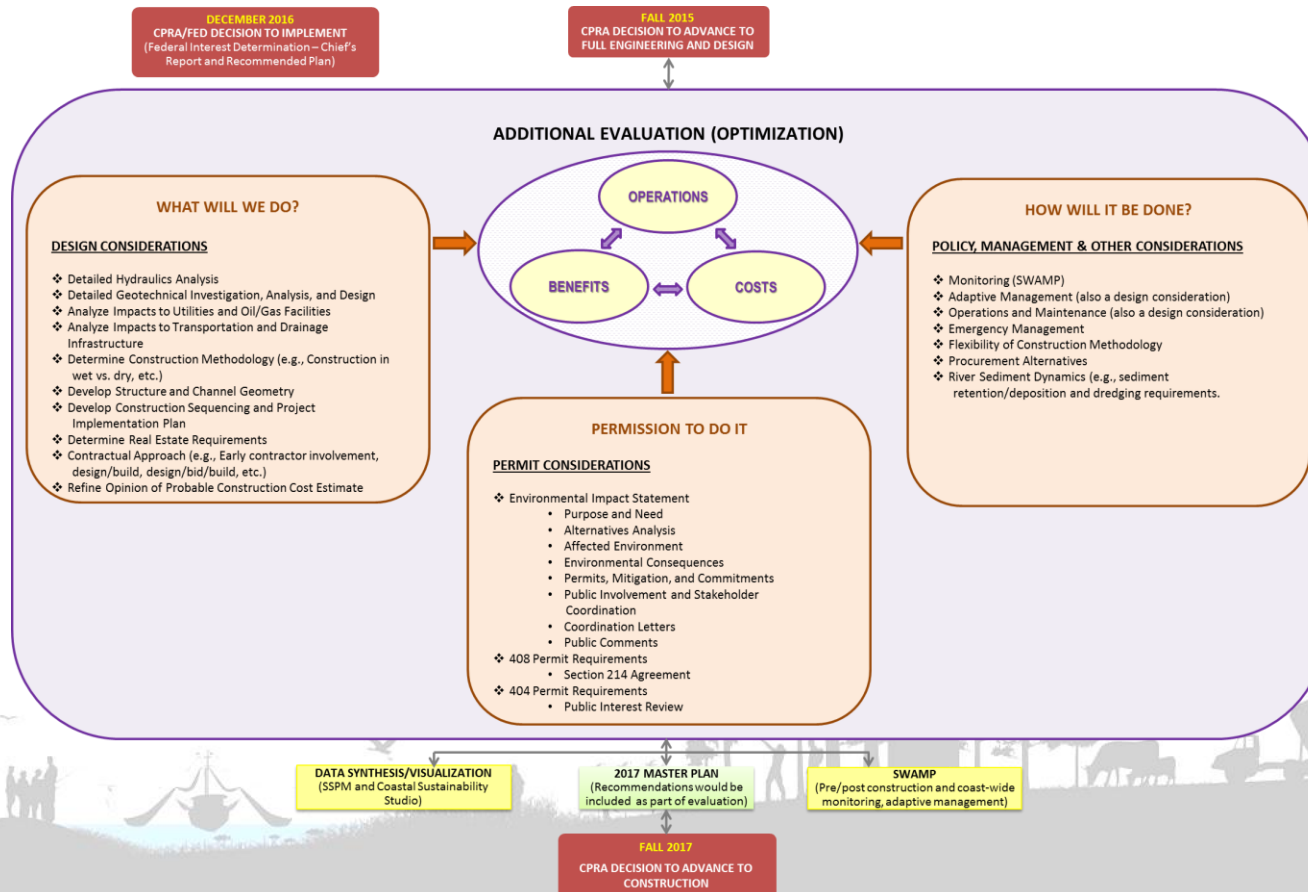 DECEMBER 2016
CPRA/FED DECISION TO IMPLEMENT
(Federal Interest Determination – Chief's
Report and Recommended Plan)
FALL 2015
CPRA DECISION TO ADVANCE TO
FULL ENGINEERING AND DESIGN
ADDITIONAL EVALUATION (OPTIMIZATION)
OPERATIONS
BENEFITS
COSTS
WHAT WILL WE DO?
DESIGN CONSIDERATIONS
❖ Detailed Hydraulics Analysis
❖ Detailed Geotechnical Investigation, Analysis, and Design
❖ Analyze Impacts to Utilities and Oil/Gas Facilities
❖ Analyze Impacts to Transportation and Drainage
Infrastructure
❖ Determine Construction Methodology (e.g., Construction in
wet vs. dry, etc.)
❖ Develop Structure and Channel Geometry
❖ Develop Construction Sequencing and Project
Implementation Plan
❖ Determine Real Estate Requirements
❖ Contractual Approach (e.g., Early contractor involvement,
design/build, design/bid/build, etc.)
❖ Refine Opinion of Probable Construction Cost Estimate
PERMISSION TO DO IT
PERMIT CONSIDERATIONS
❖ Environmental Impact Statement
• Purpose and Need
• Alternatives Analysis
• Affected Environment
• Environmental Consequences
• Permits, Mitigation, and Commitments
• Public Involvement and Stakeholder
Coordination
• Coordination Letters
• Public Comments
❖ 408 Permit Requirements
• Section 214 Agreement
❖ 404 Permit Requirements
• Public Interest Review
HOW WILL IT BE DONE?
POLICY, MANAGEMENT & OTHER CONSIDERATIONS
❖ Monitoring (SWAMP)
❖ Adaptive Management (also a design consideration)
❖ Operations and Maintenance (also a design consideration)
❖ Emergency Management
❖ Flexibility of Construction Methodology
❖ Procurement Alternatives
❖ River Sediment Dynamics (e.g., sediment
retention/deposition and dredging requirements.
DATA SYNTHESIS/VISUALIZATION
(SSPM and Coastal Sustainability
Studio)
2017 MASTER PLAN
(Recommendations would be
included as part of evaluation)
SWAMP
(Pre/post construction and coast-wide
monitoring, adaptive management)
FALL 2017
CPRA DECISION TO ADVANCE TO
CONSTRUCTION